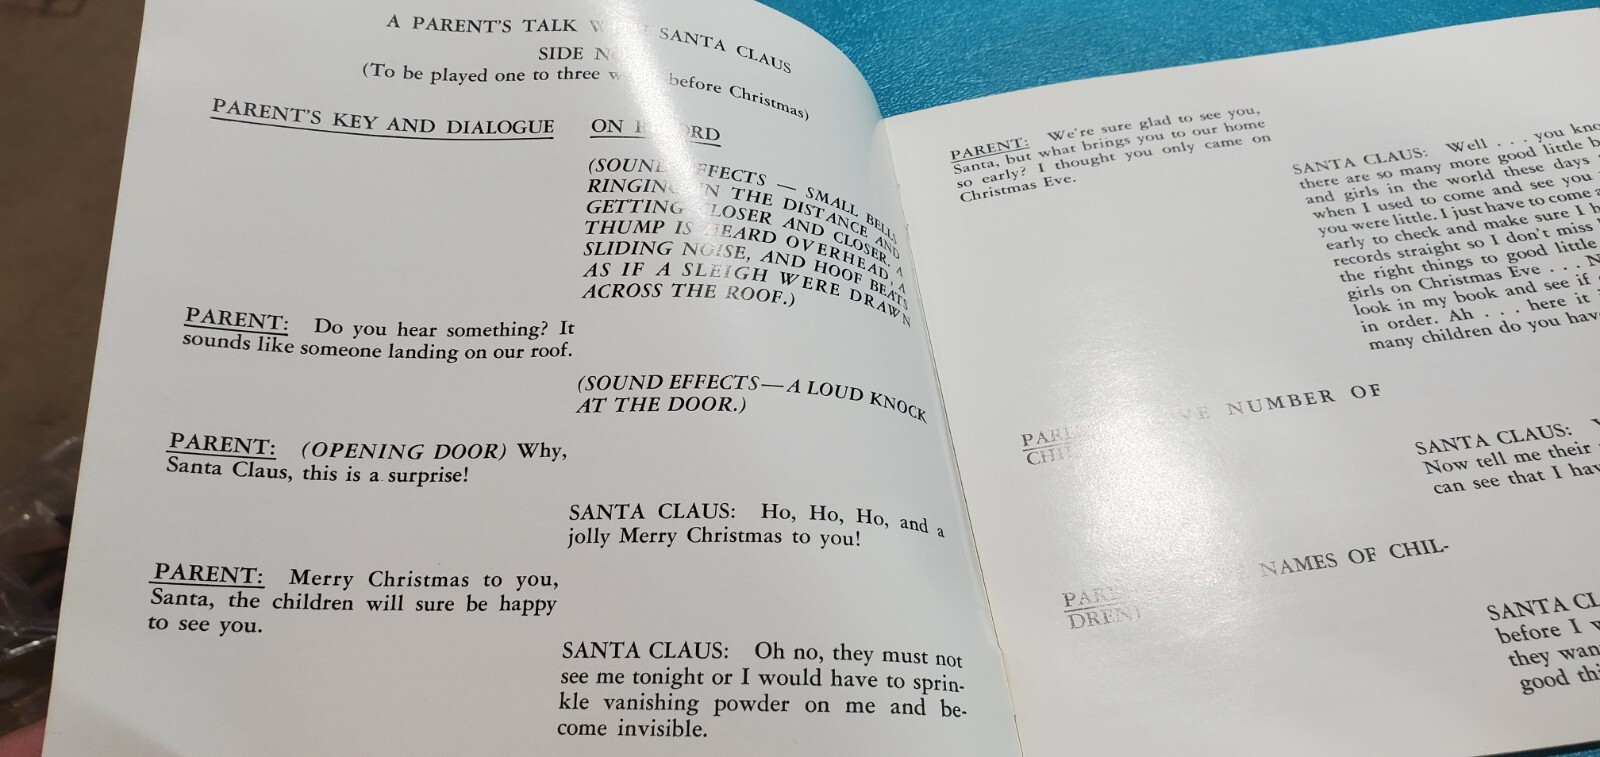 A PARENT'S TALK SANTA CLAUS
SIDE
(To be played one to three before Christmas)
PARENT'S KEY AND DIALOGUE
ON RECORD
(SOUND EFFECTS — SMALL BELLS
RINGING IN THE DISTANCE AND
GETTING CLOSER AND CLOSER. A
THUMP IS HEARD OVERHEAD, A
SLIDING NOISE, AND HOOF BEATS
AS IF A SLEIGH WERE DRAWN
ACROSS THE ROOF.)
PARENT: Do you hear something? It
sounds like someone landing on our roof.
(SOUND EFFECTS—A LOUD KNOCK
AT THE DOOR.)
PARENT: (OPENING DOOR) Why,
Santa Claus, this is a surprise!
SANTA CLAUS: Ho, Ho, Ho, and a
jolly Merry Christmas to you!
PARENT: Merry Christmas to you,
Santa, the children will sure be happy
to see you.
SANTA CLAUS: Oh no, they must not
see me tonight or I would have to sprin-
kle vanishing powder on me and be-
come invisible.
PARENT: We're sure glad to see you,
Santa, but what brings you to our home
so early? I thought you only came on
Christmas Eve.
SANTA CLAUS: Well . . . you
there are so many more good little
and girls in the world these days
when I used to come and see you
you were little. I just have to come
early to check and make sure I
records straight so I don't miss
the right things to good little
girls on Christmas Eve . . .
look in my book and see if
in order. Ah . . . here it
many children do you
NUMBER OF
SANTA CLAUS:
Now tell me their
can see that I
NAMES OF CHIL-
DREN)
SANTA
before I
they
good